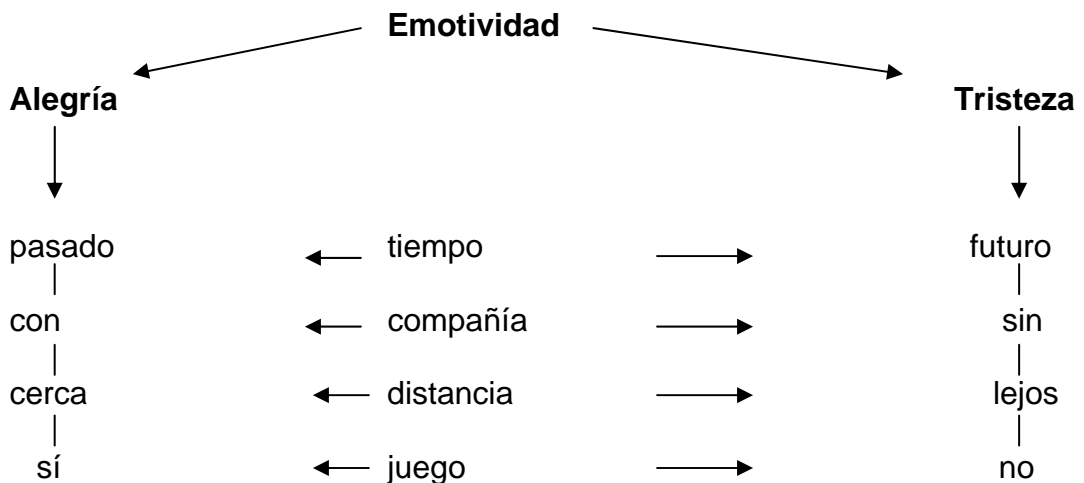 Emotividad
Alegría Tristeza
pasado tiempo futuro
con compañía sin
cerca distancia lejos
sí juego no